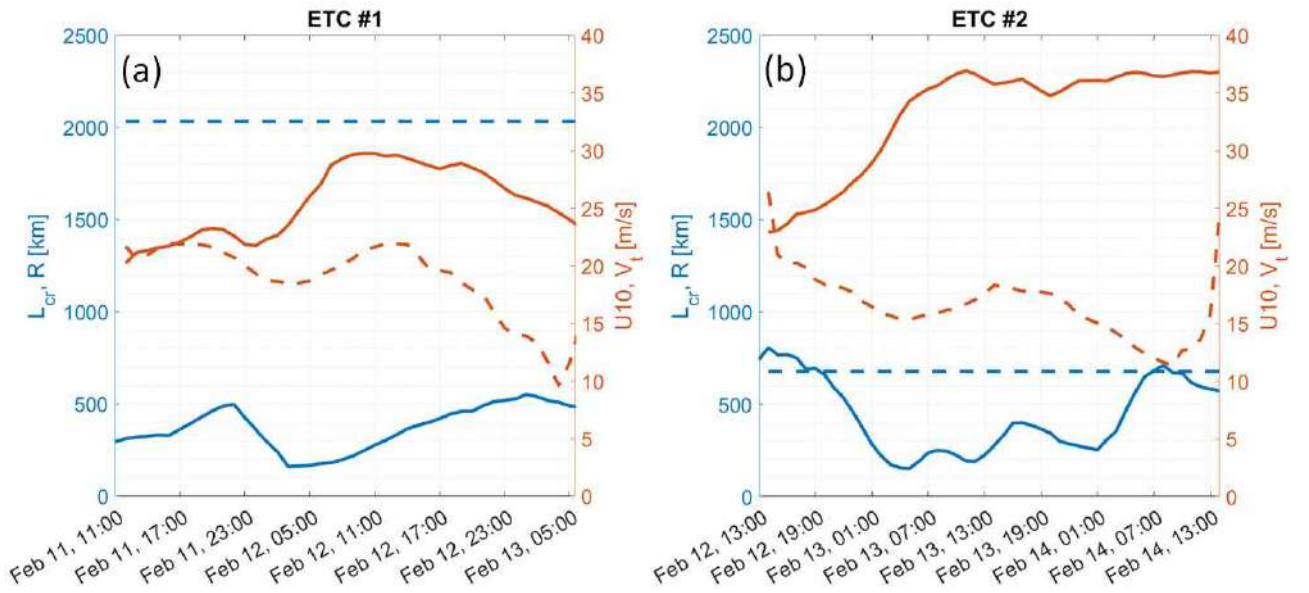 ETC #1
(a)
2500
2000
1500
1000
500
0
L_cr, R [km]
40
35
30
25
20
15
10
5
0
U10, V_t [m/s]
Feb 11, 11:00
Feb 11, 17:00
Feb 11, 23:00
Feb 12, 05:00
Feb 12, 11:00
Feb 12, 17:00
Feb 12, 23:00
Feb 13, 05:00
ETC #2
(b)
2500
2000
1500
1000
500
0
L_cr, R [km]
40
35
30
25
20
15
10
5
0
U10, V_t [m/s]
Feb 12, 13:00
Feb 12, 19:00
Feb 13, 01:00
Feb 13, 07:00
Feb 13, 13:00
Feb 13, 19:00
Feb 14, 01:00
Feb 14, 07:00
Feb 14, 13:00